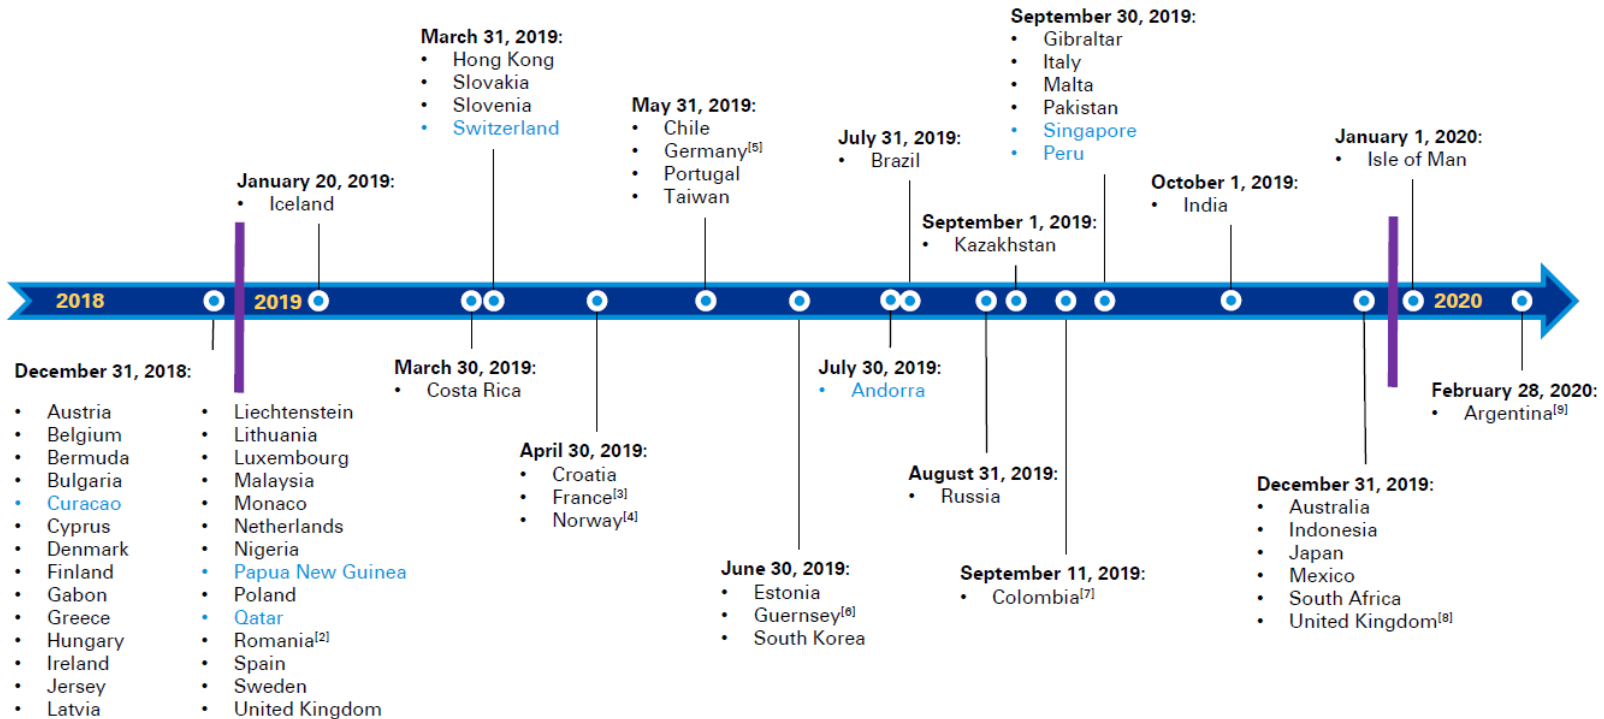 September 30, 2019:
• Gibraltar
• Italy
• Malta
• Pakistan
• Singapore
• Peru
March 31, 2019:
• Hong Kong
• Slovakia
• Slovenia
• Switzerland
May 31, 2019:
• Chile
• Germany[5]
• Portugal
• Taiwan
July 31, 2019:
• Brazil
January 1, 2020:
• Isle of Man
January 20, 2019:
• Iceland
October 1, 2019:
• India
September 1, 2019:
• Kazakhstan
2018
2019
2020
December 31, 2018:
• Austria
• Belgium
• Bermuda
• Bulgaria
• Curacao
• Cyprus
• Denmark
• Finland
• Gabon
• Greece
• Hungary
• Ireland
• Jersey
• Latvia
• Liechtenstein
• Lithuania
• Luxembourg
• Malaysia
• Monaco
• Netherlands
• Nigeria
• Papua New Guinea
• Poland
• Qatar
• Romania[2]
• Spain
• Sweden
• United Kingdom
March 30, 2019:
• Costa Rica
April 30, 2019:
• Croatia
• France[3]
• Norway[4]
June 30, 2019:
• Estonia
• Guernsey[6]
• South Korea
July 30, 2019:
• Andorra
August 31, 2019:
• Russia
September 11, 2019:
• Colombia[7]
December 31, 2019:
• Australia
• Indonesia
• Japan
• Mexico
• South Africa
• United Kingdom[8]
February 28, 2020:
• Argentina[9]